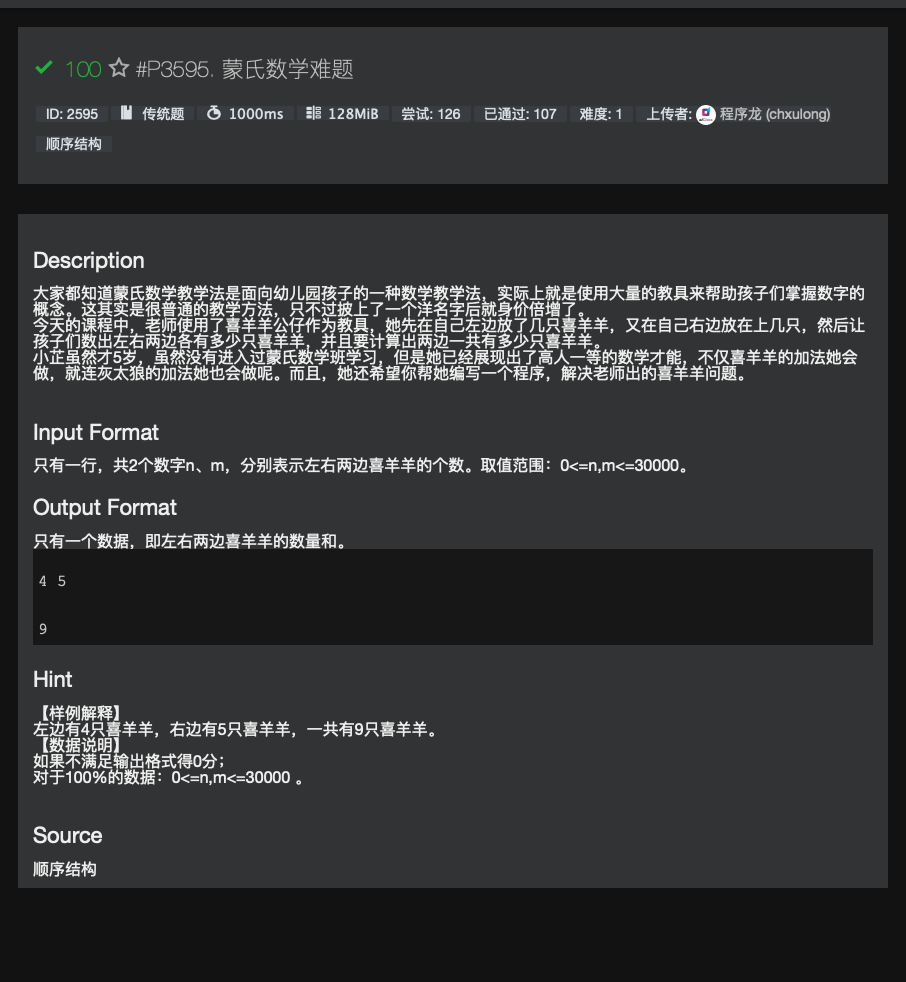 100 #P3595. 蒙氏数学难题
ID: 2595 传统题 1000ms 128MiB 尝试: 126 已通过: 107 难度: 1 上传者: 程序龙 (chxulong)
顺序结构
Description
大家都知道蒙氏数学教学法是面向幼儿园孩子的一种数学教学法，实际上就是使用大量的教具来帮助孩子们掌握数字的
概念。这其实是很普通的教学方法，只不过披上了一个洋名字后就身价倍增了。
今天的课程中，老师使用了喜羊羊公仔作为教具，她先在自己左边放了几只喜羊羊，又在自己右边放在上几只，然后让
孩子们数出左右两边各有多少只喜羊羊，并且要计算出两边一共有多少只喜羊羊。
小芷虽然才5岁，虽然没有进入过蒙氏数学班学习，但是她已经展现出了高人一等的数学才能，不仅喜羊羊的加法她会
做，就连灰太狼的加法她也会做呢。而且，她还希望你帮她编写一个程序，解决老师出的喜羊羊问题。
Input Format
只有一行，共2个数字n、m，分别表示左右两边喜羊羊的个数。取值范围：0<=n,m<=30000。
Output Format
只有一个数据，即左右两边喜羊羊的数量和。
4 5
9
Hint
【样例解释】
左边有4只喜羊羊，右边有5只喜羊羊，一共有9只喜羊羊。
【数据说明】
如果不满足输出格式得0分；
对于100%的数据：0<=n,m<=30000 。
Source
顺序结构